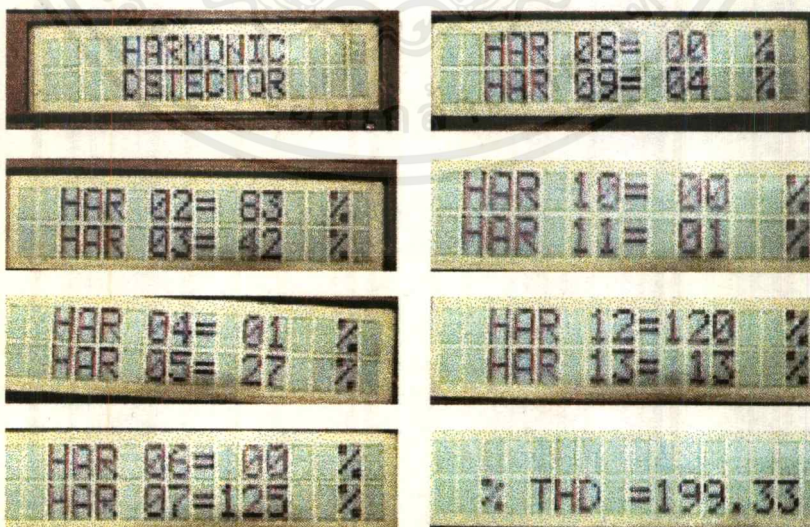 HARMONIC
DETECTOR
HAR 02= 83 %
HAR 03= 42 %
HAR 04= 01 %
HAR 05= 27 %
HAR 06= 00 %
HAR 07=125 %
HAR 08= 00 %
HAR 09= 04 %
HAR 10= 00 %
HAR 11= 01 %
HAR 12=120 %
HAR 13= 13 %
% THD =199.33